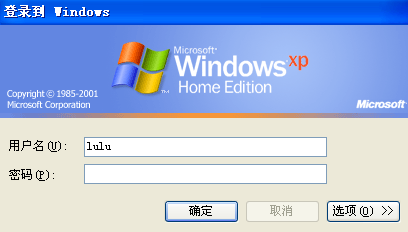 登录到 Windows
Microsoft®
Windows xp
Home Edition
Copyright © 1985-2001
Microsoft Corporation
Microsoft
用户名(U): lulu
密码(P):
确定 取消 选项(O) >>